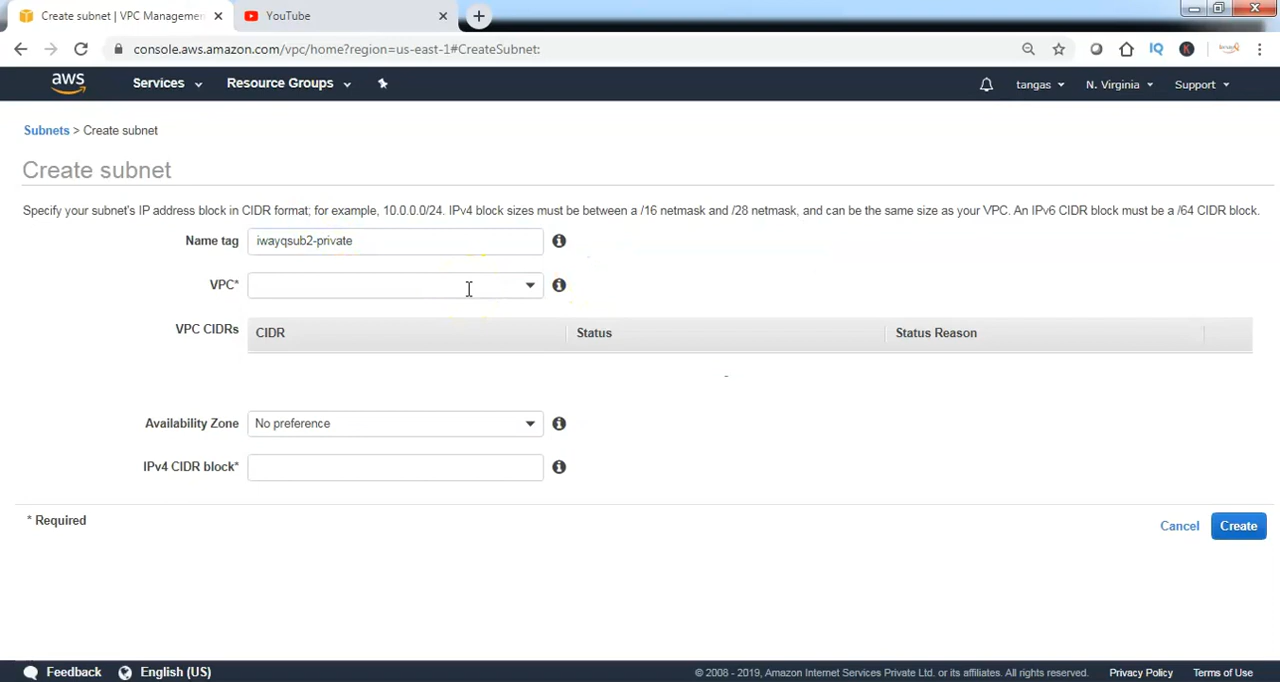 Create subnet | VPC Managemen
YouTube
console.aws.amazon.com/vpc/home?region=us-east-1#CreateSubnet:
IQ
K
aws
Services
Resource Groups
tangas
N. Virginia
Support
Subnets > Create subnet
Create subnet
Specify your subnet's IP address block in CIDR format; for example, 10.0.0.0/24. IPv4 block sizes must be between a /16 netmask and /28 netmask, and can be the same size as your VPC. An IPv6 CIDR block must be a /64 CIDR block.
Name tag iwayqsub2-private
VPC*
VPC CIDRs CIDR Status Status Reason
-
Availability Zone No preference
IPv4 CIDR block*
* Required
Cancel Create
Feedback English (US)
© 2008 - 2019, Amazon Internet Services Private Ltd. or its affiliates. All rights reserved. Privacy Policy Terms of Use